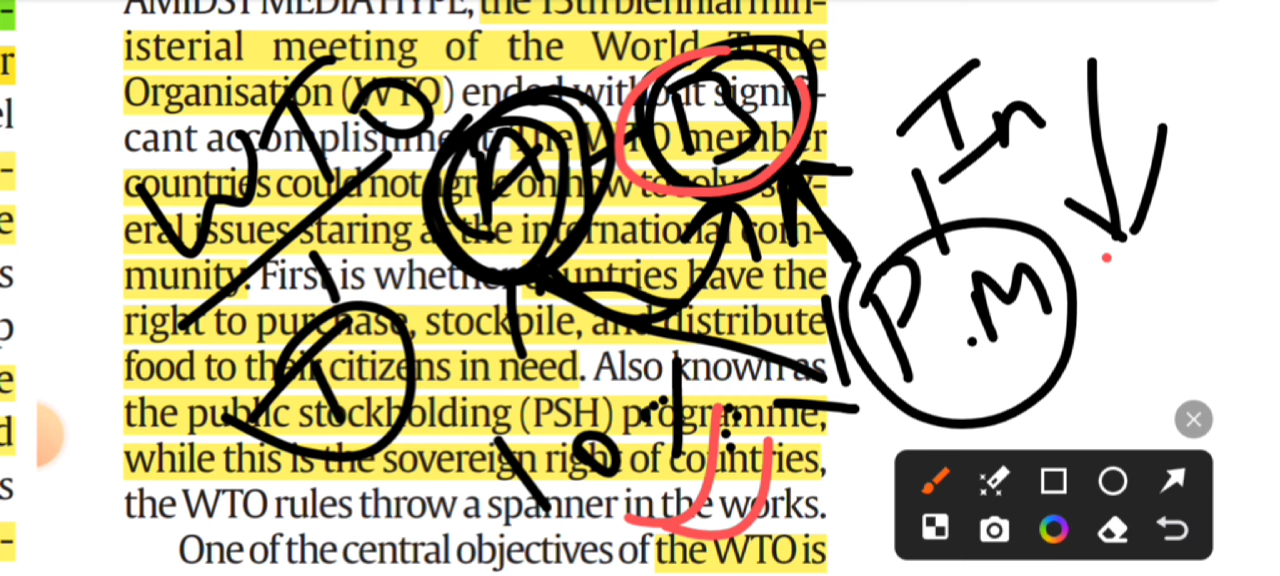 AMIDST MEDIA HYPE, the 13th biennial min-
isterial meeting of the World Trade
Organisation (WTO) ended without signifi-
cant accomplishment. The WTO member
countries could not agree on how to solve sev-
eral issues staring at the international com-
munity. First is whether countries have the
right to purchase, stockpile, and distribute
food to their citizens in need. Also known as
the public stockholding (PSH) programme,
while this is the sovereign right of countries,
the WTO rules throw a spanner in the works.
One of the central objectives of the WTO is
WTO
T
A
B
In
P.M
10%
r
el
-
e
s
p
e
d
s
-